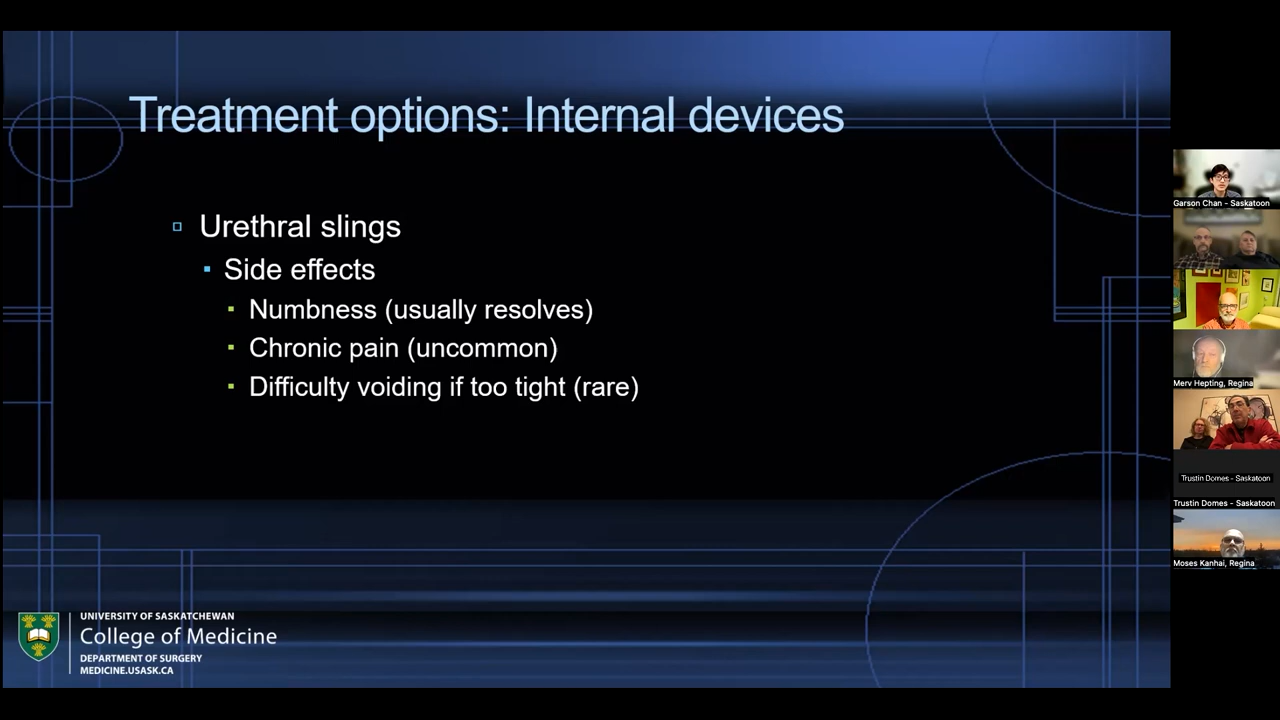 Treatment options: Internal devices
Urethral slings
Side effects
Numbness (usually resolves)
Chronic pain (uncommon)
Difficulty voiding if too tight (rare)
UNIVERSITY OF SASKATCHEWAN
College of Medicine
DEPARTMENT OF SURGERY
MEDICINE.USASK.CA
Garson Chan - Saskatoon
Merv Hepting, Regina
Trustin Domes - Saskatoon
Trustin Domes - Saskatoon
Moses Kanhai, Regina